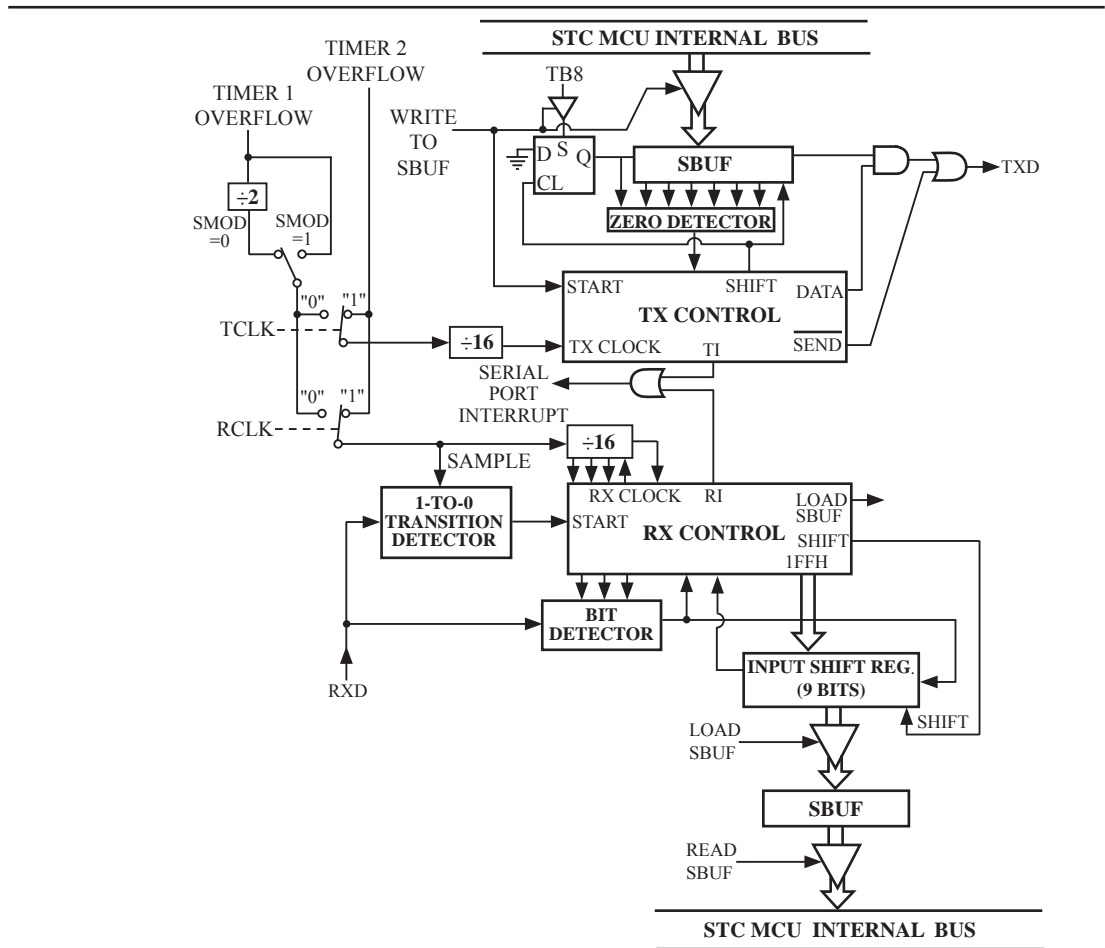 STC MCU INTERNAL BUS
TIMER 2
OVERFLOW
TB8
TIMER 1
OVERFLOW
WRITE
TO
SBUF
D S Q
CL
SBUF
TXD
÷2
ZERO DETECTOR
SMOD
=0
SMOD
=1
START
SHIFT
DATA
TX CONTROL
"0" "1"
TCLK
÷16
TX CLOCK
TI
SEND
SERIAL
PORT
INTERRUPT
"0" "1"
RCLK
÷16
SAMPLE
RX CLOCK
RI
LOAD
SBUF
1-TO-0
TRANSITION
DETECTOR
START
RX CONTROL
SHIFT
1FFH
BIT
DETECTOR
INPUT SHIFT REG.
(9 BITS)
RXD
SHIFT
LOAD
SBUF
SBUF
READ
SBUF
STC MCU INTERNAL BUS